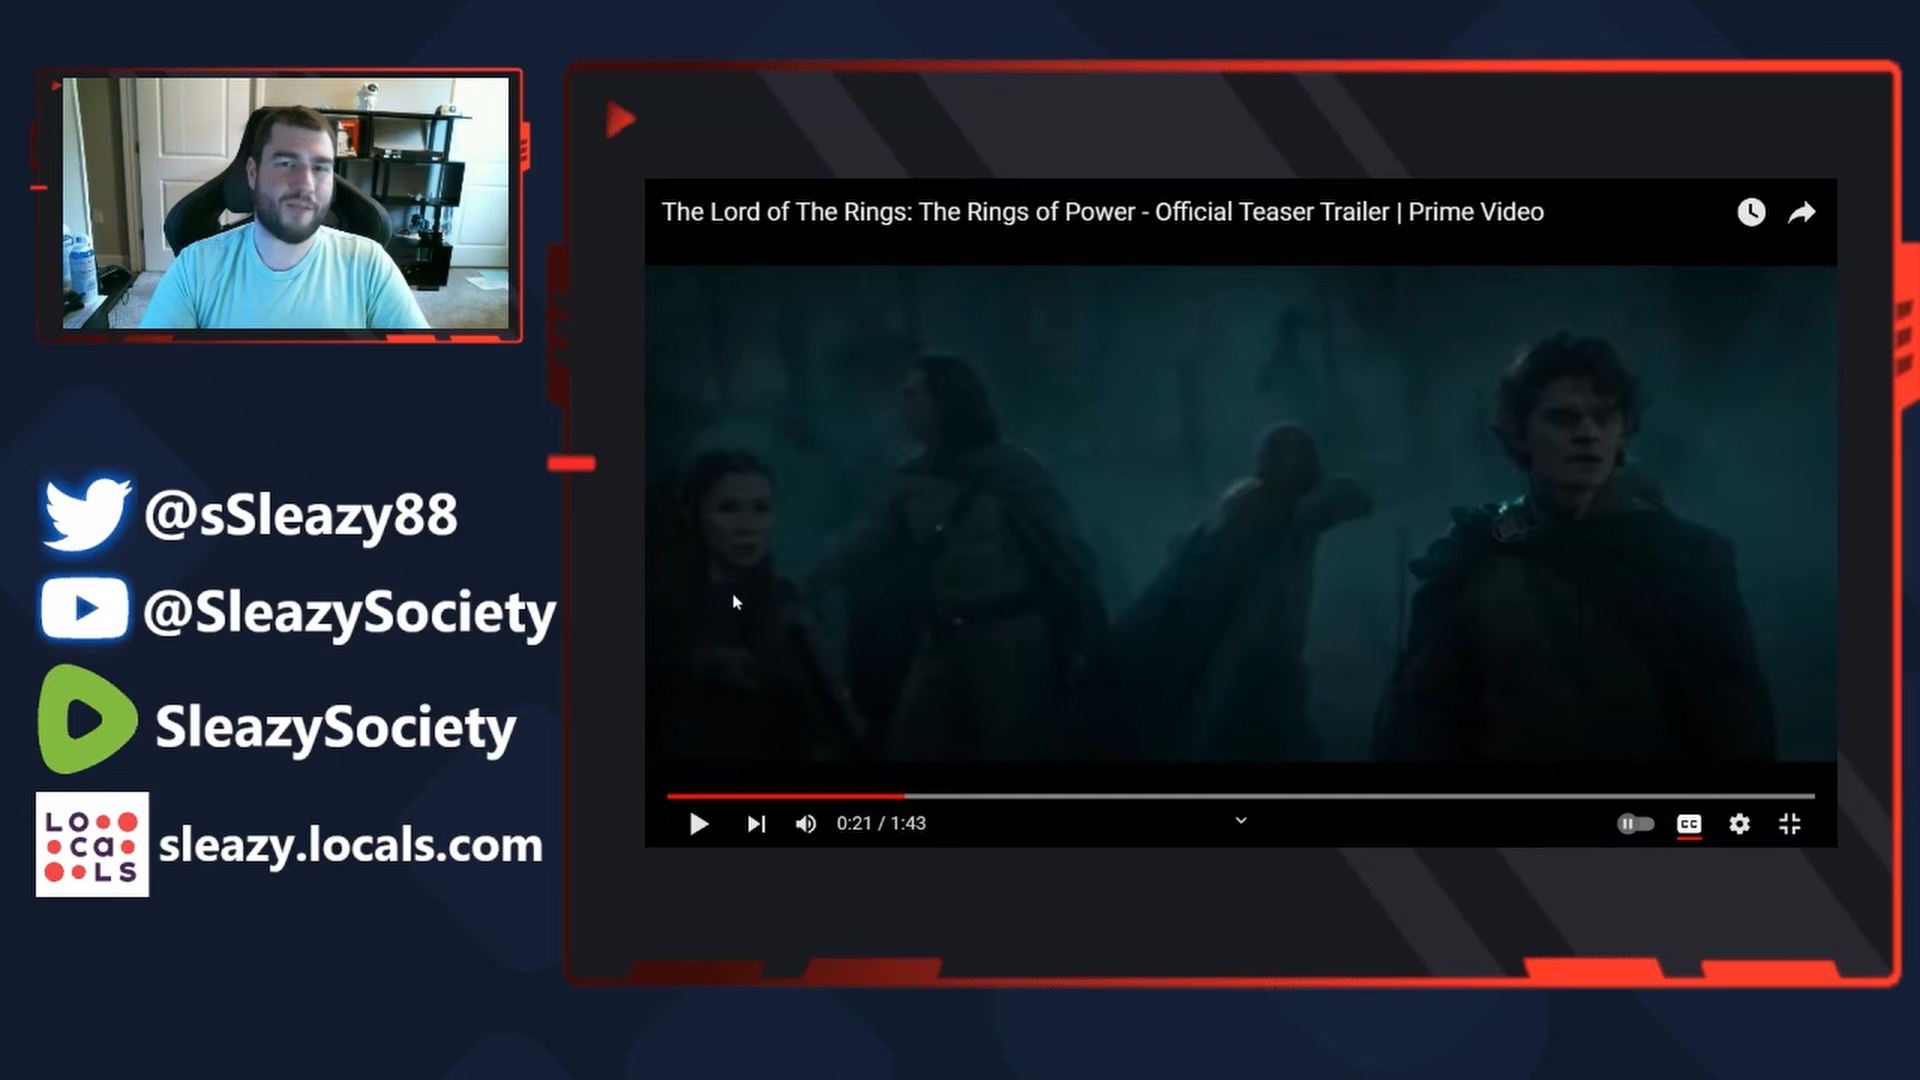 The Lord of The Rings: The Rings of Power - Official Teaser Trailer | Prime Video
@sSleazy88
@SleazySociety
SleazySociety
LO
ca
LS
sleazy.locals.com
0:21 / 1:43
CC